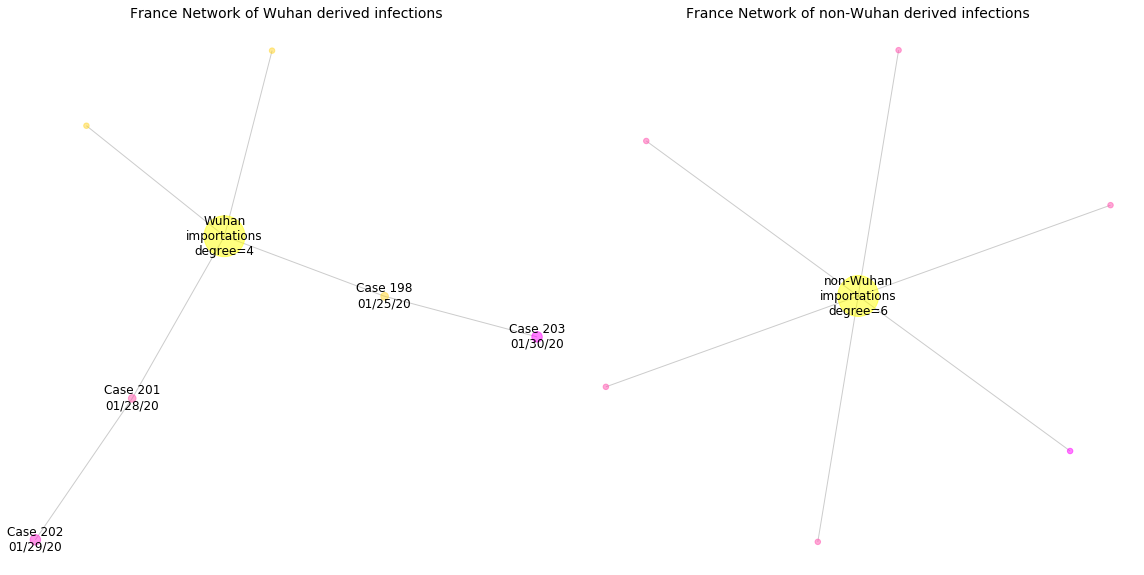 France Network of Wuhan derived infections
Wuhan
importations
degree=4
Case 198
01/25/20
Case 203
01/30/20
Case 201
01/28/20
Case 202
01/29/20
France Network of non-Wuhan derived infections
non-Wuhan
importations
degree=6